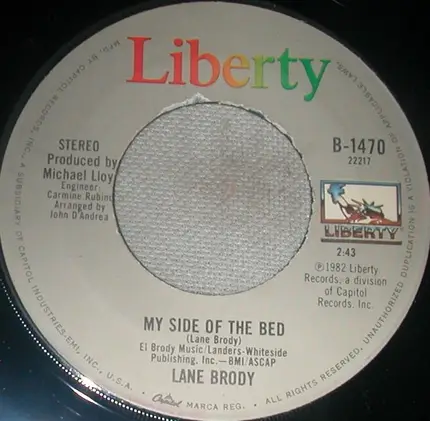 Liberty
STEREO
Produced by
Michael Lloy
Engineer:
Carmine Rubino
Arranged by
John D'Andrea
B-1470
22217
LIBERTY
2:43
℗1982 Liberty
Records, a division
of Capitol
Records. Inc.
MY SIDE OF THE BED
(Lane Brody)
El Brody Music/Landers-Whiteside
Publishing, Inc.—BMI/ASCAP
LANE BRODY
MFG. BY CAPITOL RECORDS, INC., A SUBSIDIARY OF CAPITOL INDUSTRIES-EMI, INC., U.S.A. • Capitol MARCA REG. • ALL RIGHTS RESERVED. UNAUTHORIZED DUPLICATION IS A VIOLATION OF APPLICABLE LAWS.